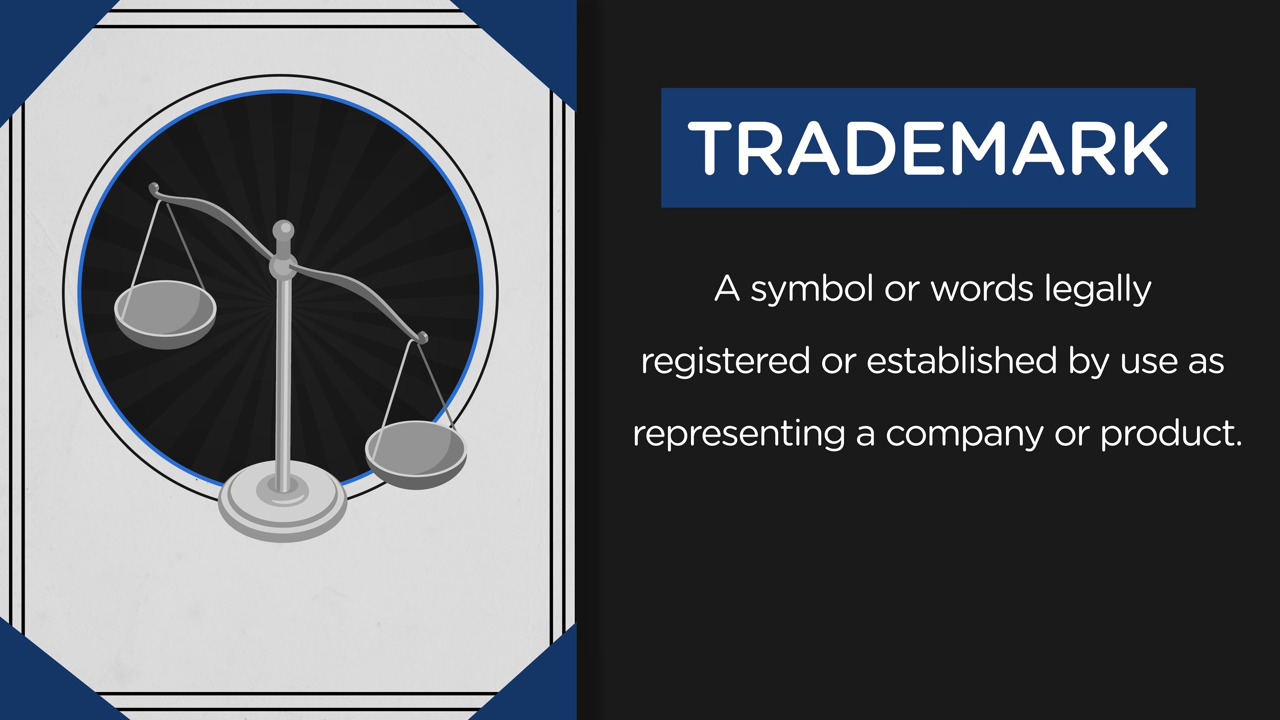 TRADEMARK
A symbol or words legally
registered or established by use as
representing a company or product.